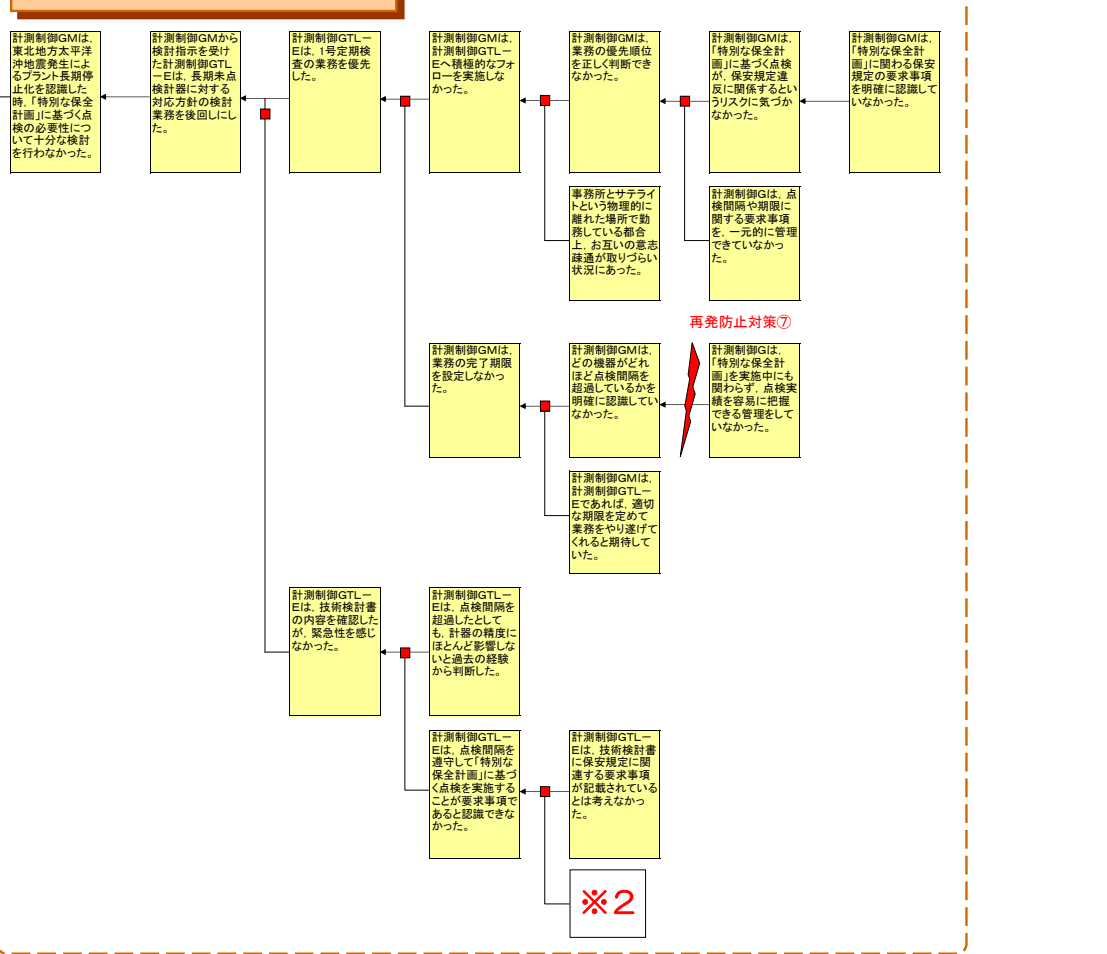 計測制御GMは，
東北地方太平洋
沖地震発生によ
るプラント長期停
止化を認識した
時，「特別な保全
計画」に基づく点
検の必要性につ
いて十分な検討
を行わなかった。
計測制御GMから
検討指示を受け
た計測制御GTL
－Eは，長期未点
検計器に対する
対応方針の検討
業務を後回しにし
た。
計測制御GTL－
Eは，1号定期検
査の業務を優先
した。
計測制御GMは，
計測制御GTL－
Eへ積極的なフォ
ローを実施しな
かった。
計測制御GMは，
業務の優先順位
を正しく判断でき
なかった。
計測制御GMは，
「特別な保全計
画」に基づく点検
が，保安規定違
反に関係するとい
うリスクに気づか
なかった。
計測制御GMは，
「特別な保全計
画」に関わる保安
規定の要求事項
を明確に認識して
いなかった。
事務所とサテライ
トという物理的に
離れた場所で勤
務している都合
上，お互いの意志
疎通が取りづらい
状況にあった。
計測制御Gは，点
検間隔や期限に
関する要求事項
を，一元的に管理
できていなかっ
た。
再発防止対策⑦
計測制御GMは，
業務の完了期限
を設定しなかっ
た。
計測制御GMは，
どの機器がどれ
ほど点検間隔を
超過しているかを
明確に認識してい
なかった。
計測制御Gは，
「特別な保全計
画」を実施中にも
関わらず，点検実
績を容易に把握
できる管理をして
いなかった。
計測制御GMは，
計測制御GTL－
Eであれば，適切
な期限を定めて
業務をやり遂げて
くれると期待して
いた。
計測制御GTL－
Eは，技術検討書
の内容を確認した
が，緊急性を感じ
なかった。
計測制御GTL－
Eは，点検間隔を
超過したとして
も，計器の精度に
ほとんど影響しな
いと過去の経験
から判断した。
計測制御GTL－
Eは，点検間隔を
遵守して「特別な
保全計画」に基づ
く点検を実施する
ことが要求事項で
あると認識できな
かった。
計測制御GTL－
Eは，技術検討書
に保安規定に関
連する要求事項
が記載されている
とは考えなかっ
た。
※2